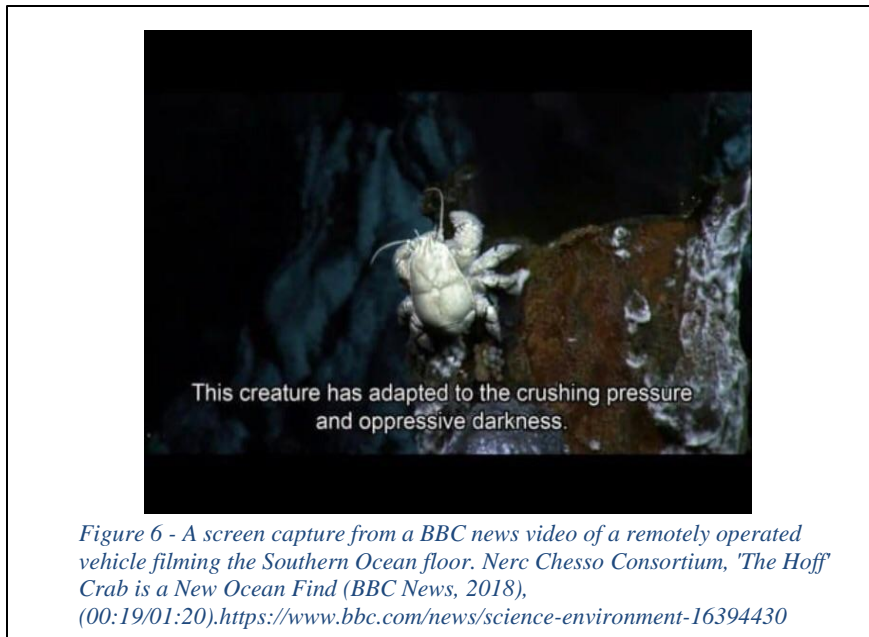 This creature has adapted to the crushing pressure
and oppressive darkness.
Figure 6 - A screen capture from a BBC news video of a remotely operated
vehicle filming the Southern Ocean floor. Nerc Chesso Consortium, 'The Hoff'
Crab is a New Ocean Find (BBC News, 2018),
(00:19/01:20).https://www.bbc.com/news/science-environment-16394430